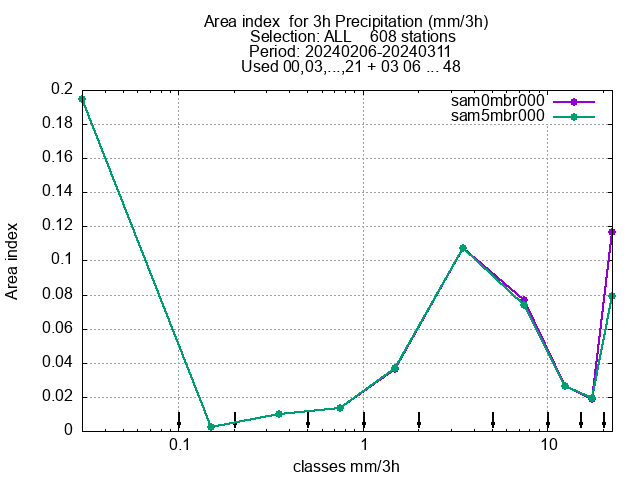 Area index  for 3h Precipitation (mm/3h)
Selection: ALL    608 stations
Period: 20240206-20240311
Used 00,03,...,21 + 03 06 ... 48
sam0mbr000
sam5mbr000
0.2
0.18
0.16
0.14
0.12
0.1
0.08
0.06
0.04
0.02
0
Area index
0.1 1 10
classes mm/3h